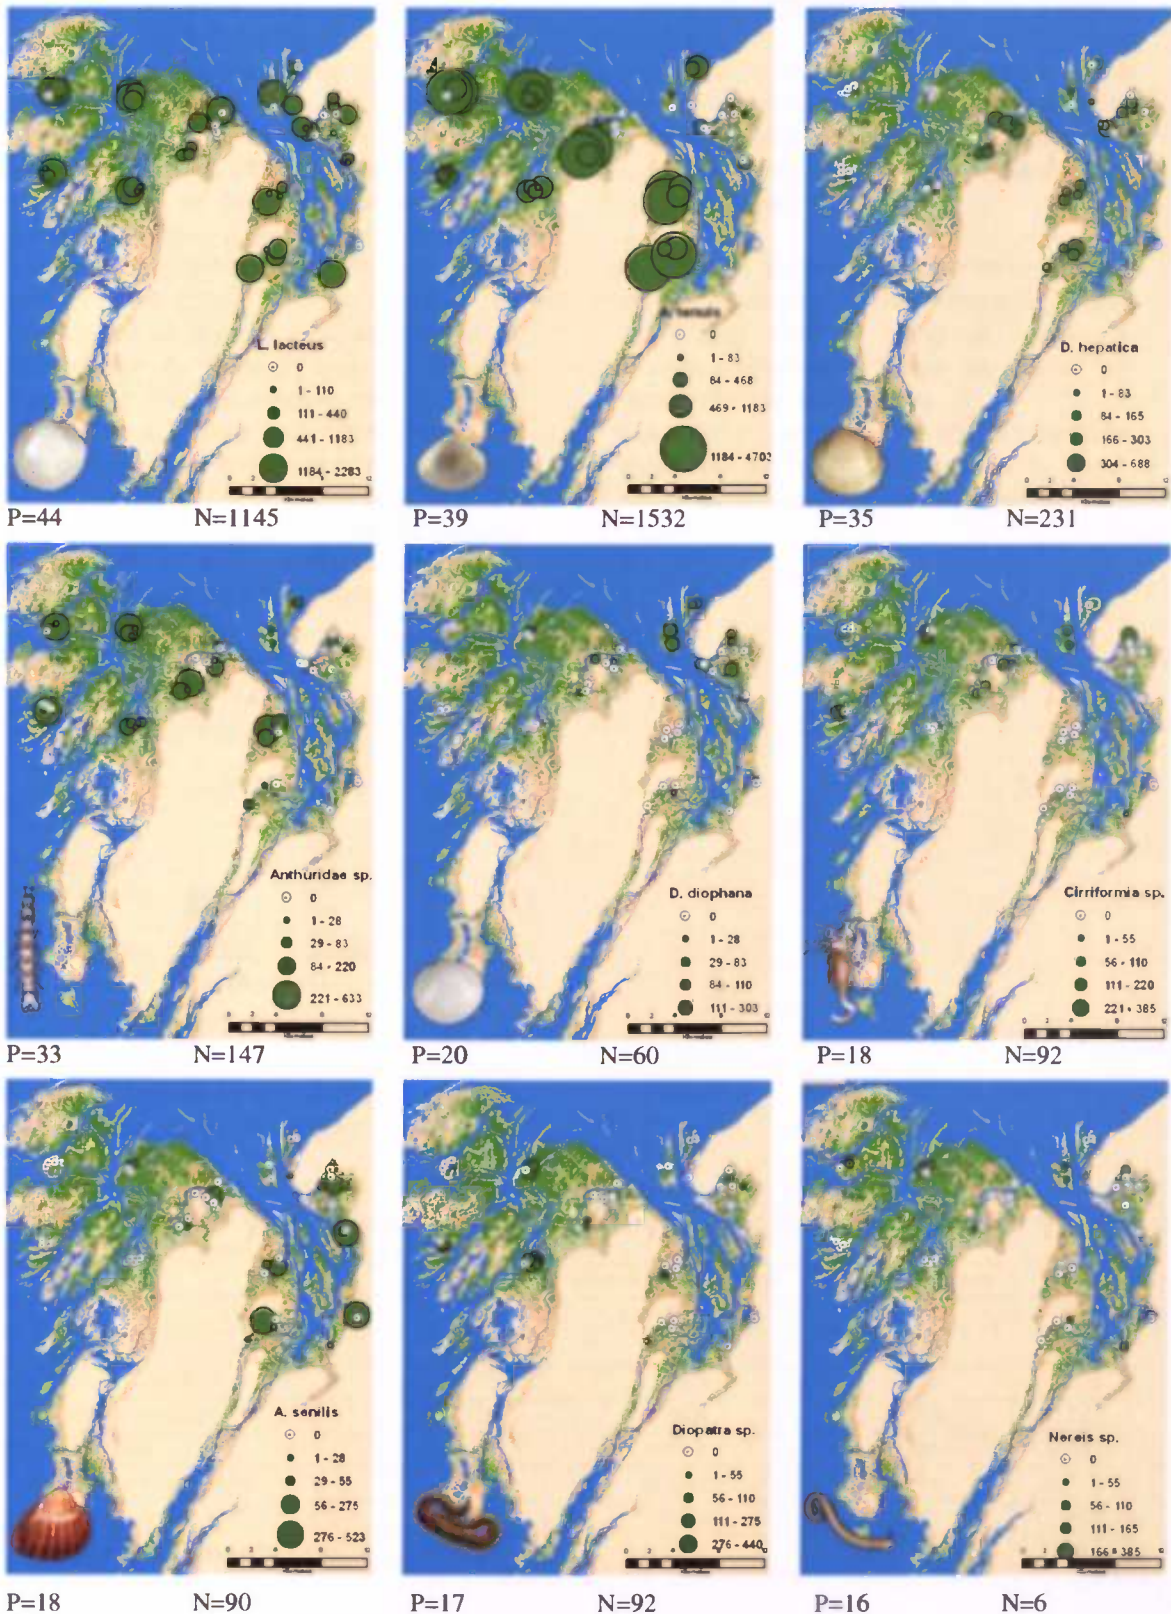 L. lacteus
0
1 - 110
111 - 440
441 - 1183
1184 - 2283
P=44 N=1145
0
1 - 83
84 - 468
469 - 1183
1184 - 4703
P=39 N=1532
D. hepatica
0
1 - 83
84 - 165
166 - 303
304 - 688
P=35 N=231
Anthuridae sp.
0
1 - 28
29 - 83
84 - 220
221 - 633
P=33 N=147
D. diophana
0
1 - 28
29 - 83
84 - 110
111 - 303
P=20 N=60
Cirriformia sp.
0
1 - 55
56 - 110
111 - 220
221 - 385
P=18 N=92
A. senilis
0
1 - 28
29 - 55
56 - 275
276 - 523
P=18 N=90
Diopatra sp.
0
1 - 55
56 - 110
111 - 275
276 - 440
P=17 N=92
Nereis sp.
0
1 - 55
56 - 110
111 - 165
166 - 385
P=16 N=6